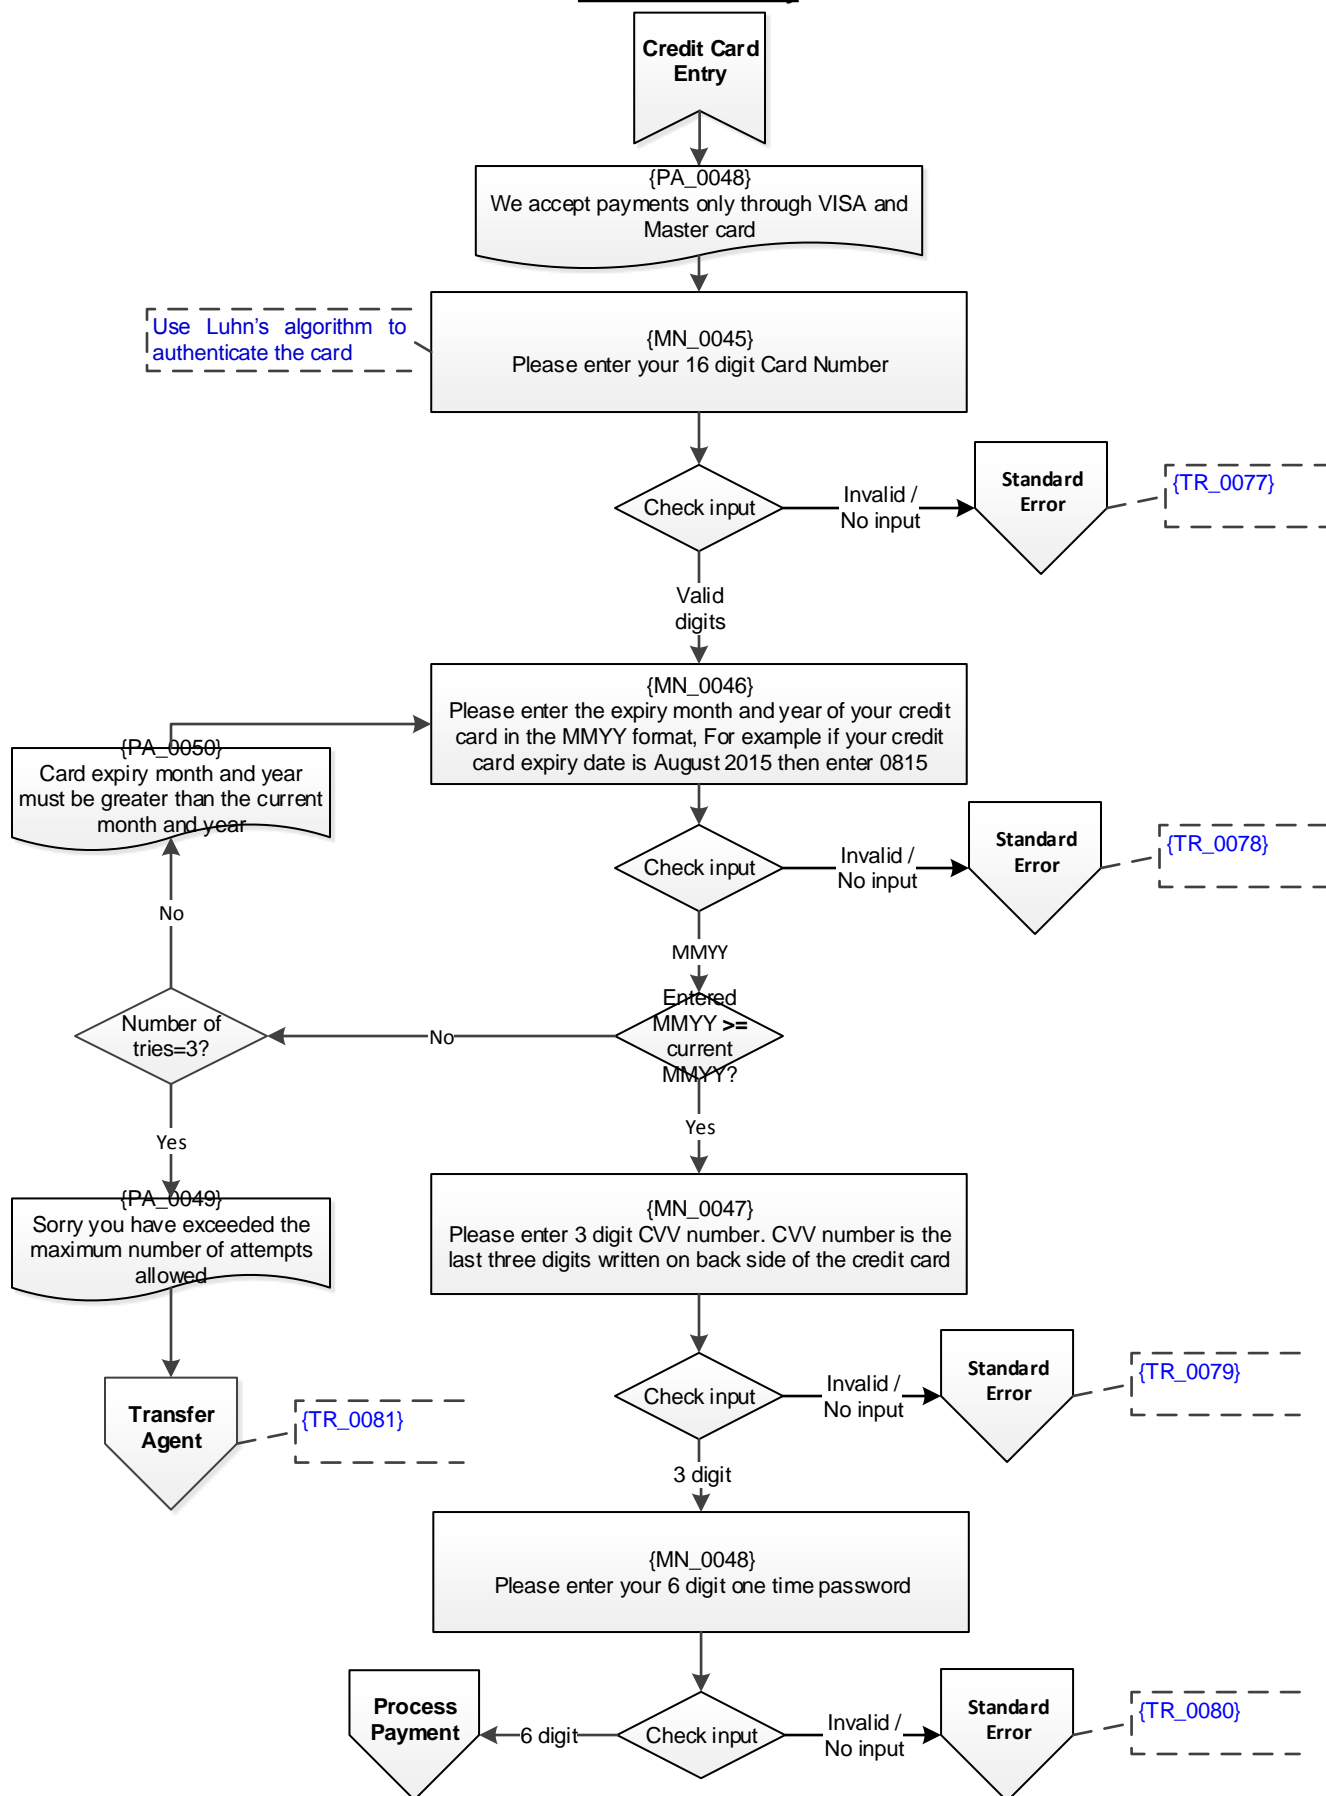 Credit Card
Entry
{PA_0048}
We accept payments only through VISA and
Master card
Use Luhn's algorithm to
authenticate the card
{MN_0045}
Please enter your 16 digit Card Number
Check input
Invalid /
No input
Standard
Error
{TR_0077}
Valid
digits
{MN_0046}
Please enter the expiry month and year of your credit
card in the MMYY format, For example if your credit
card expiry date is August 2015 then enter 0815
{PA_0050}
Card expiry month and year
must be greater than the current
month and year
Check input
Invalid /
No input
Standard
Error
{TR_0078}
No
MMYY
Entered
MMYY >=
current
MMYY?
No
Number of
tries=3?
Yes
Yes
{PA_0049}
Sorry you have exceeded the
maximum number of attempts
allowed
{MN_0047}
Please enter 3 digit CVV number. CVV number is the
last three digits written on back side of the credit card
Transfer
Agent
{TR_0081}
Check input
Invalid /
No input
Standard
Error
{TR_0079}
3 digit
{MN_0048}
Please enter your 6 digit one time password
Process
Payment
6 digit
Check input
Invalid /
No input
Standard
Error
{TR_0080}